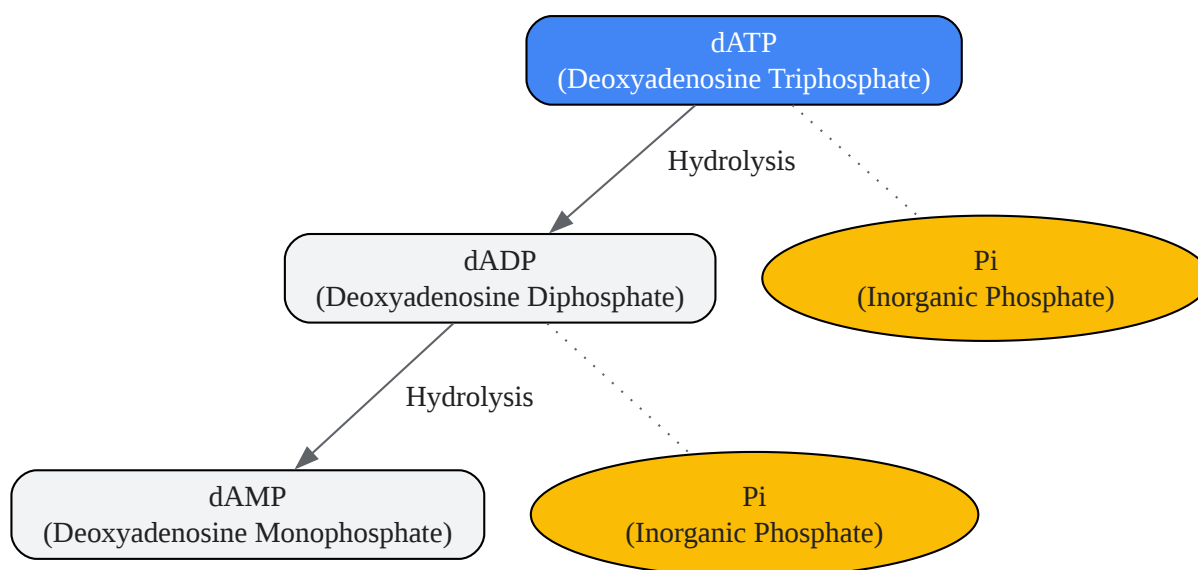 dATP
(Deoxyadenosine Triphosphate)
Hydrolysis
dADP
(Deoxyadenosine Diphosphate)
Pi
(Inorganic Phosphate)
Hydrolysis
dAMP
(Deoxyadenosine Monophosphate)
Pi
(Inorganic Phosphate)